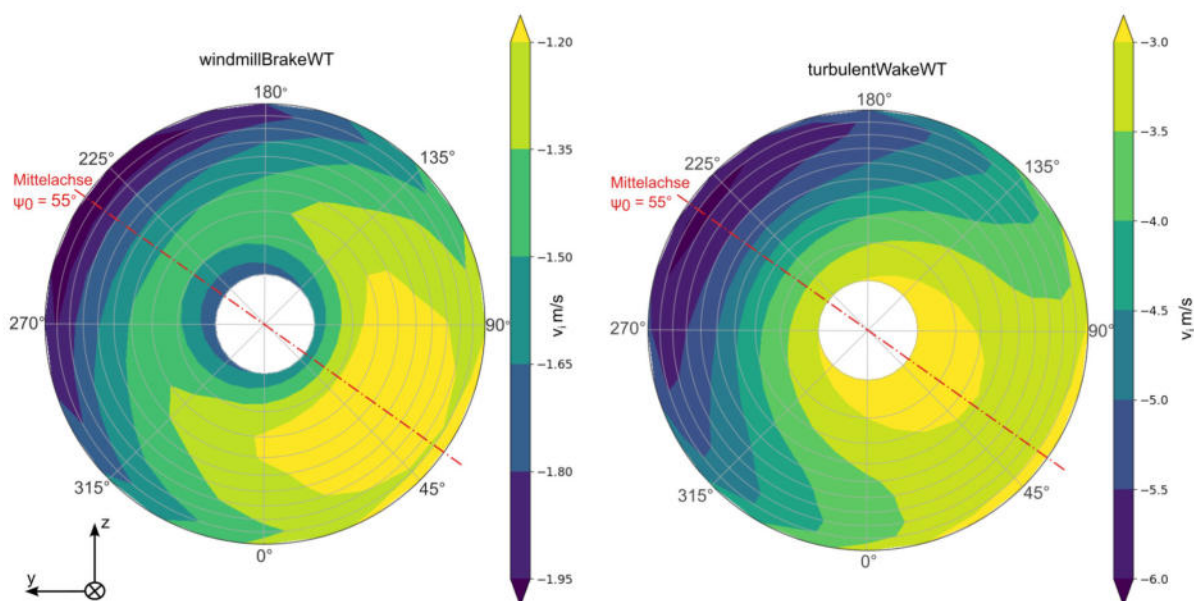 windmillBrakeWT
180°
225°
135°
Mittelachse
ψ0 = 55°
270°
90°
315°
45°
0°
z
y
−1.20
−1.35
−1.50
−1.65
−1.80
−1.95
v_i m/s
turbulentWakeWT
180°
225°
135°
Mittelachse
ψ0 = 55°
270°
90°
315°
45°
0°
−3.0
−3.5
−4.0
−4.5
−5.0
−5.5
−6.0
v_i m/s